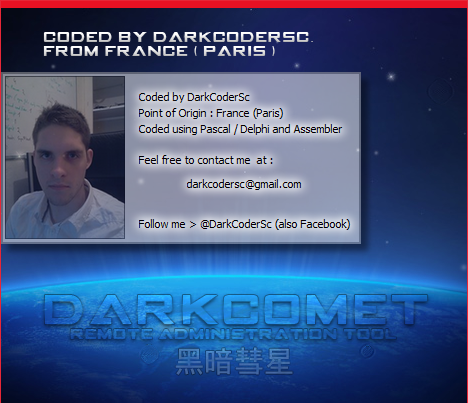 CODED BY DARKCODERSC.
FROM FRANCE ( PARIS )
Coded by DarkCoderSc
Point of Origin : France (Paris)
Coded using Pascal / Delphi and Assembler
Feel free to contact me at :
darkcodersc@gmail.com
Follow me > @DarkCoderSc (also Facebook)
DARKCOMET
REMOTE ADMINISTRATION TOOL
黑暗彗星